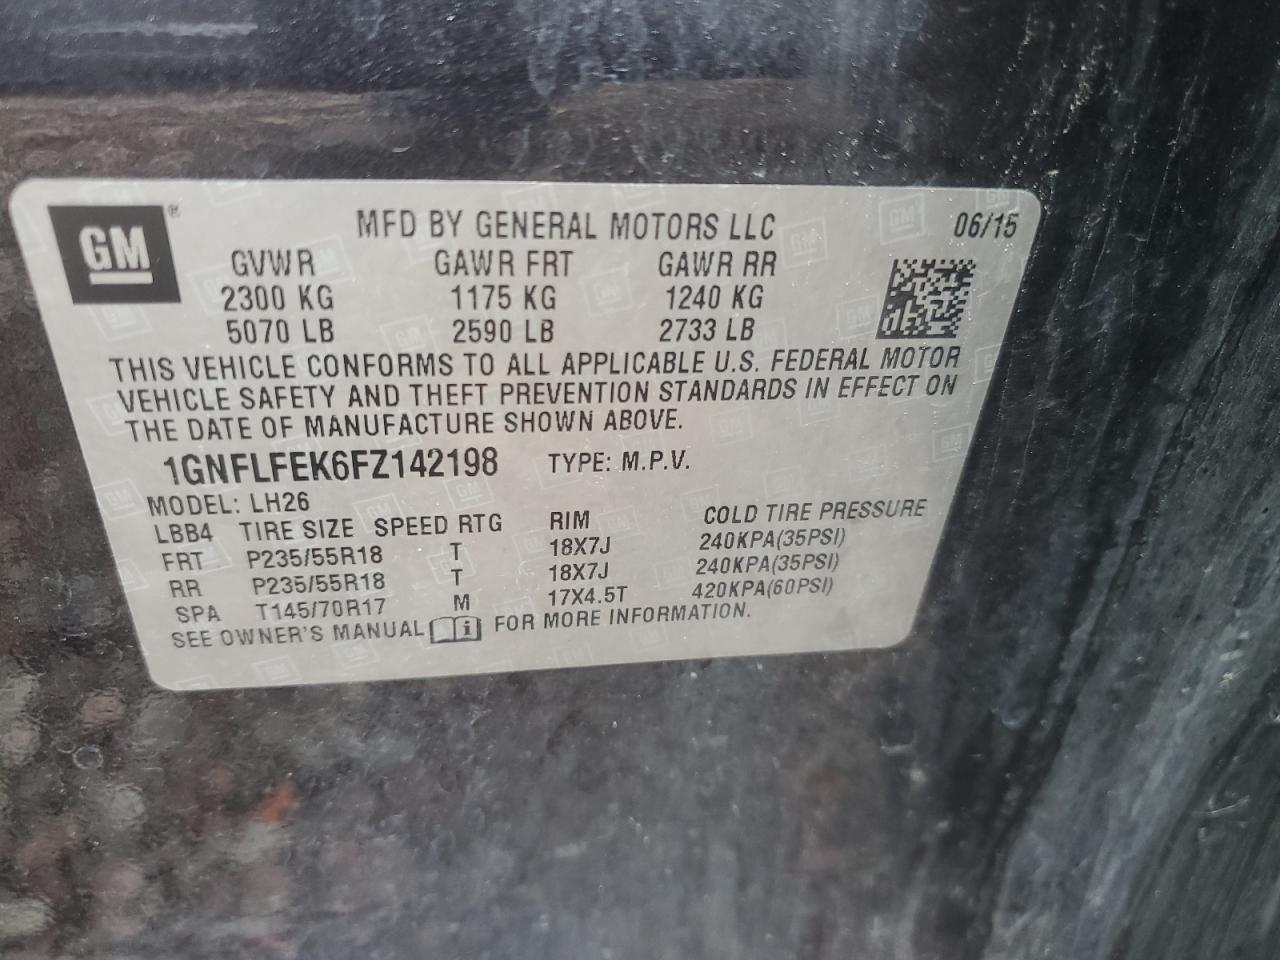 GM®
MFD BY GENERAL MOTORS LLC 06/15
GVWR GAWR FRT GAWR RR
2300 KG 1175 KG 1240 KG
5070 LB 2590 LB 2733 LB
THIS VEHICLE CONFORMS TO ALL APPLICABLE U.S. FEDERAL MOTOR
VEHICLE SAFETY AND THEFT PREVENTION STANDARDS IN EFFECT ON
THE DATE OF MANUFACTURE SHOWN ABOVE.
1GNFLFEK6FZ142198 TYPE: M.P.V.
MODEL: LH26
LBB4 TIRE SIZE SPEED RTG RIM COLD TIRE PRESSURE
FRT P235/55R18 T 18X7J 240KPA(35PSI)
RR P235/55R18 T 18X7J 240KPA(35PSI)
SPA T145/70R17 M 17X4.5T 420KPA(60PSI)
SEE OWNER'S MANUAL i FOR MORE INFORMATION.